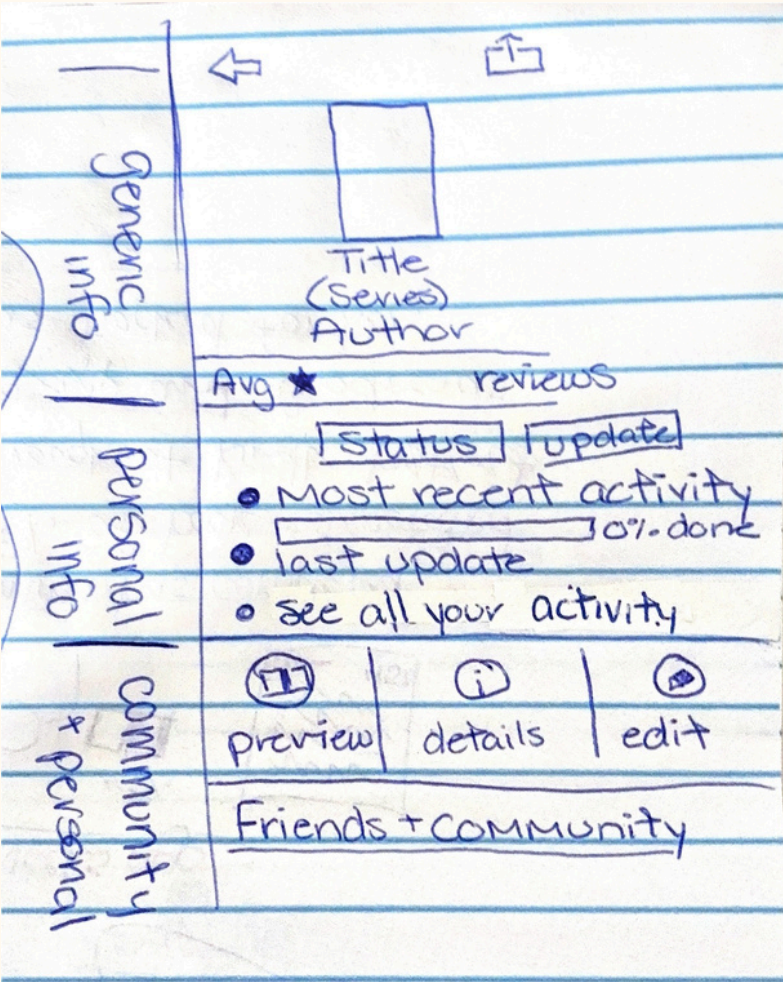 generic
info
Title
(Series)
Author
Avg ★ reviews
personal
info
Status update
• Most recent activity
0% done
• last update
• see all your activity
community
+ personal
i
preview details edit
Friends + Community